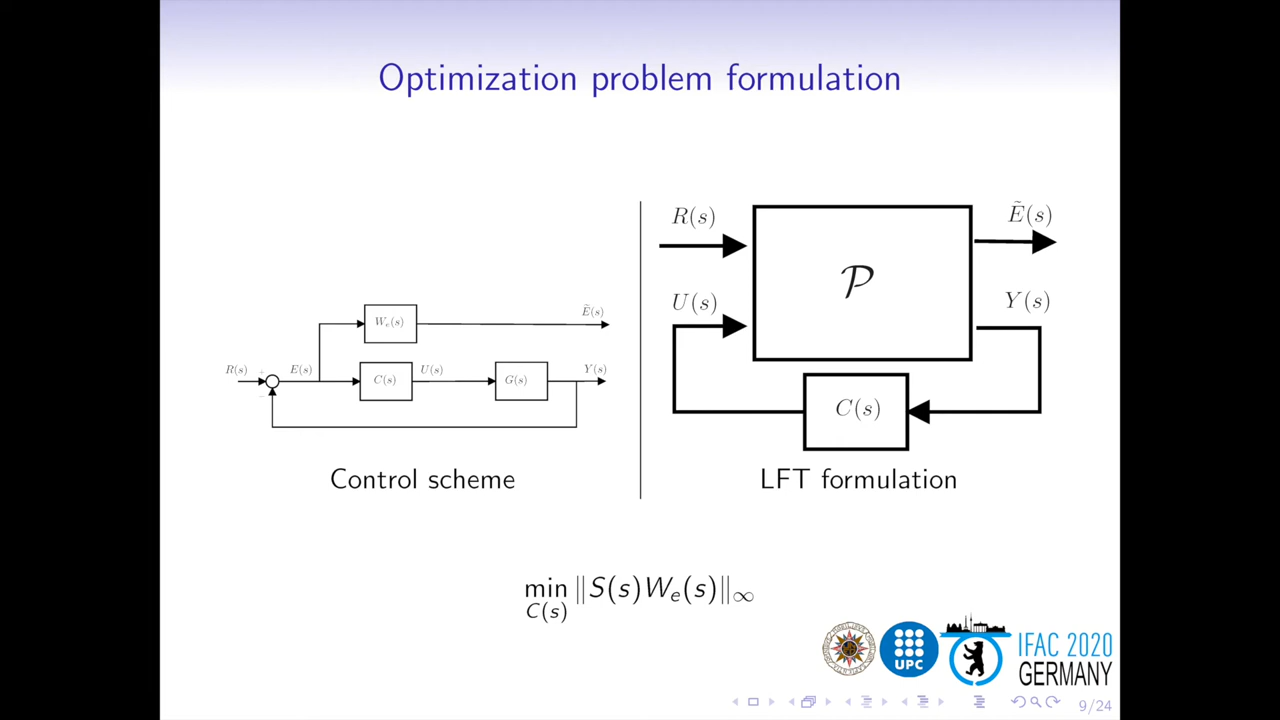 Optimization problem formulation
R(s)
Ẽ(s)
𝒫
U(s)
Y(s)
C(s)
W_e(s)
Ẽ(s)
R(s)
+
−
E(s)
C(s)
U(s)
G(s)
Y(s)
Control scheme
LFT formulation
min ‖S(s)W_e(s)‖_∞
C(s)
UPC
IFAC 2020
GERMANY
9/24